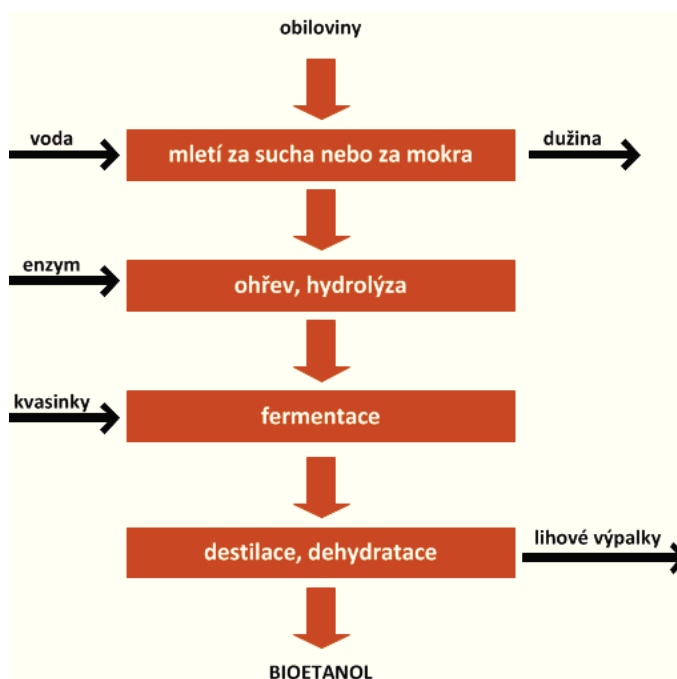 obiloviny
voda
mletí za sucha nebo za mokra
dužina
enzym
ohřev, hydrolýza
kvasinky
fermentace
destilace, dehydratace
lihové výpalky
BIOETANOL